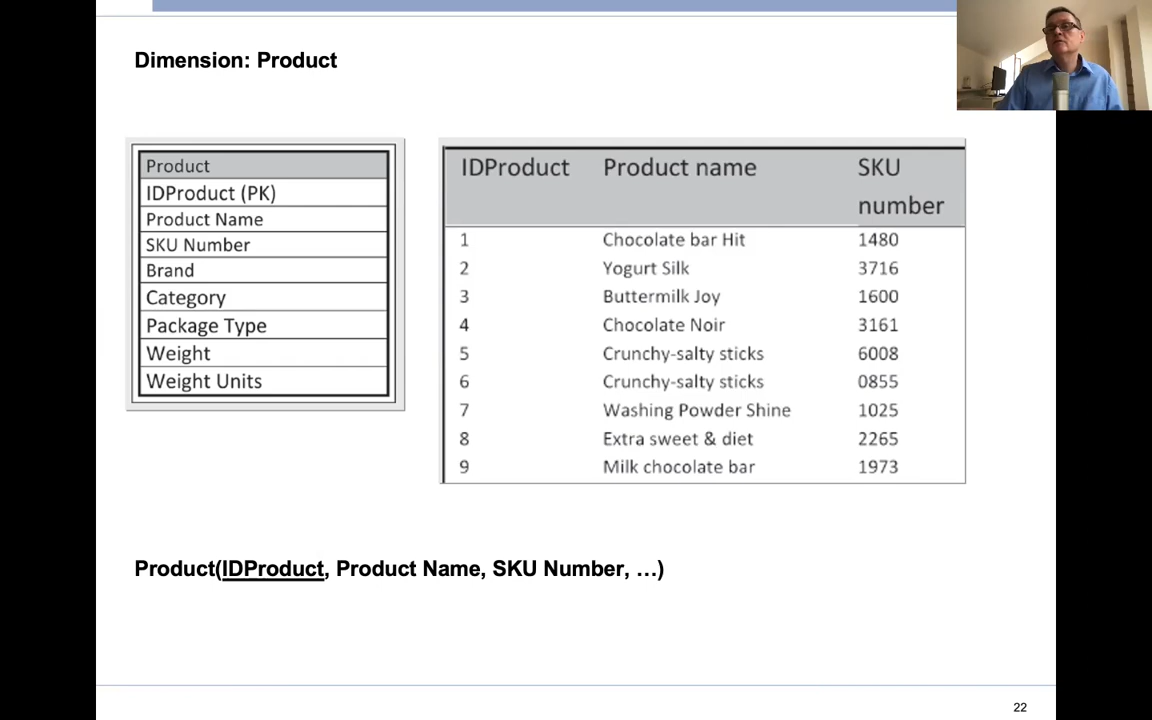 Dimension: Product
Product
IDProduct (PK)
Product Name
SKU Number
Brand
Category
Package Type
Weight
Weight Units
IDProduct Product name SKU number
1 Chocolate bar Hit 1480
2 Yogurt Silk 3716
3 Buttermilk Joy 1600
4 Chocolate Noir 3161
5 Crunchy-salty sticks 6008
6 Crunchy-salty sticks 0855
7 Washing Powder Shine 1025
8 Extra sweet & diet 2265
9 Milk chocolate bar 1973
Product(IDProduct, Product Name, SKU Number, …)
22